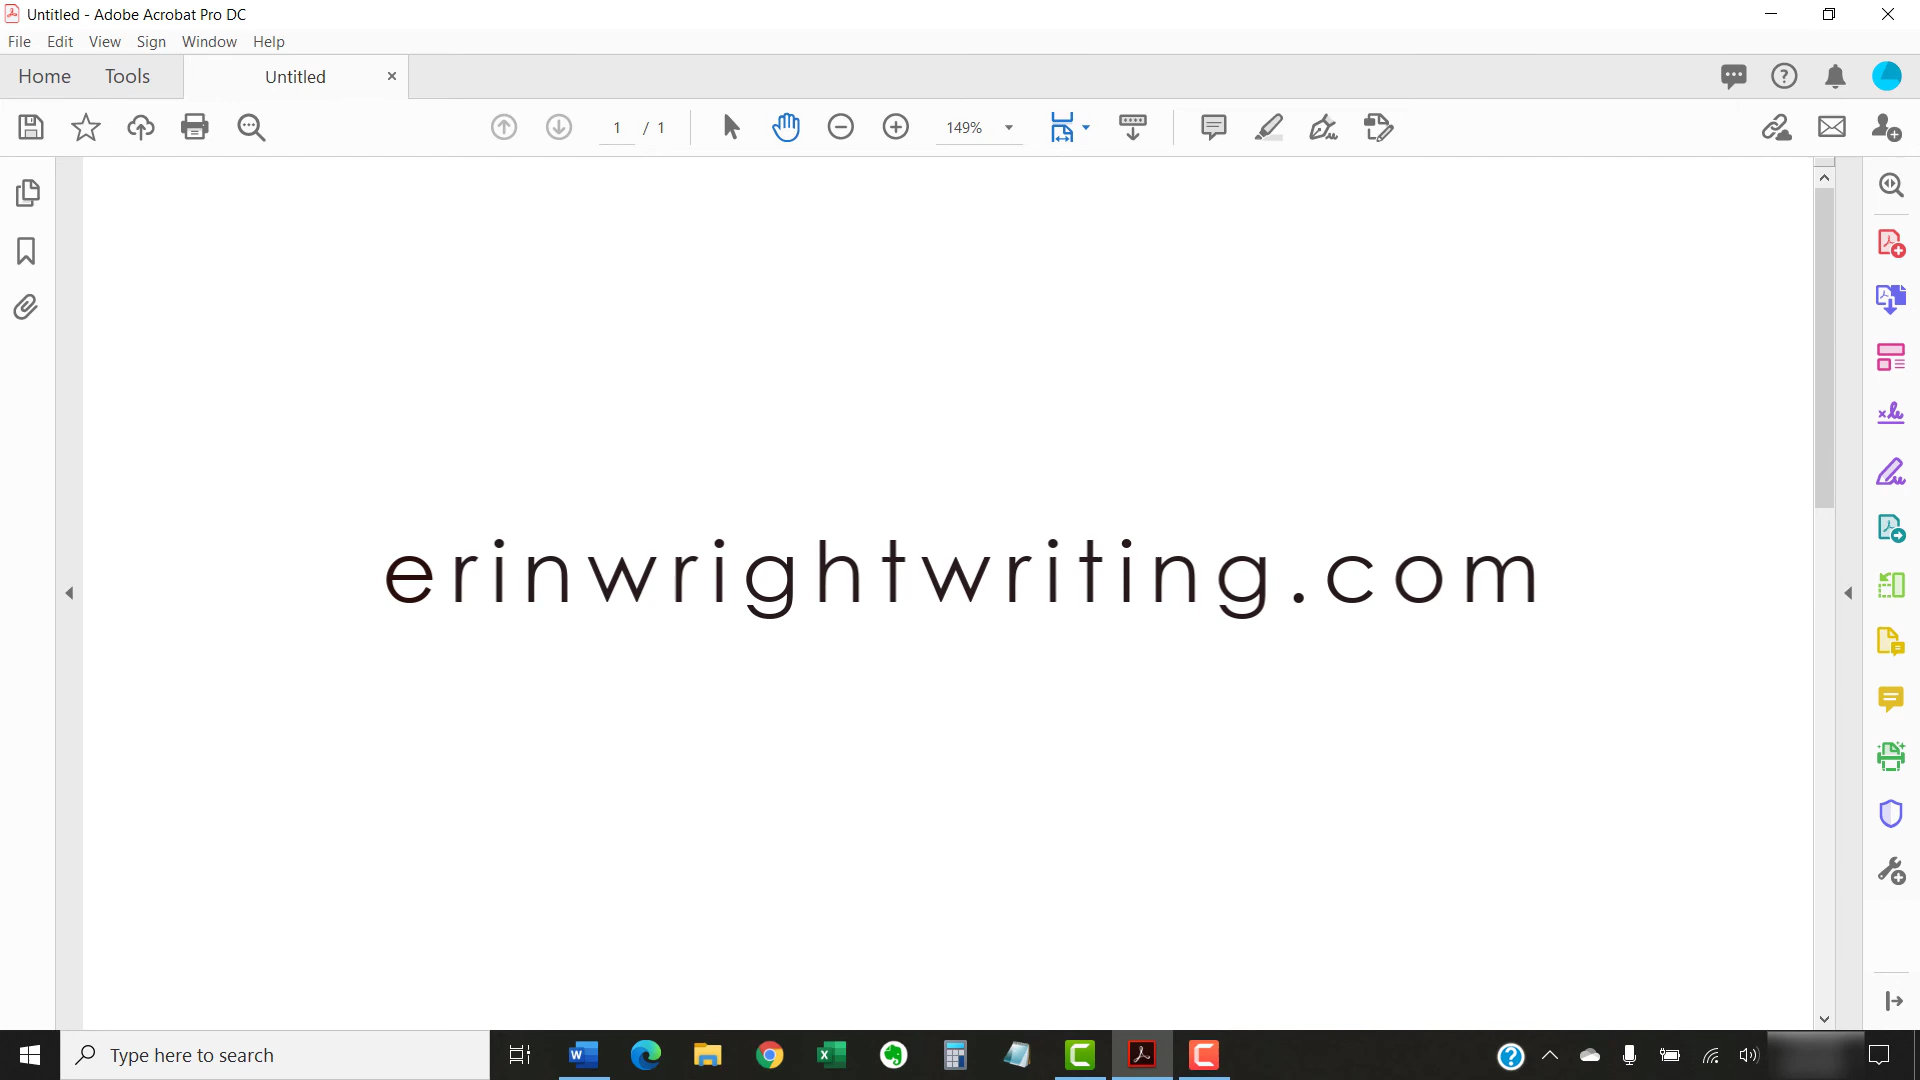 Untitled - Adobe Acrobat Pro DC
File Edit View Sign Window Help
Home Tools Untitled
1 / 1 149%
erinwrightwriting.com
Type here to search